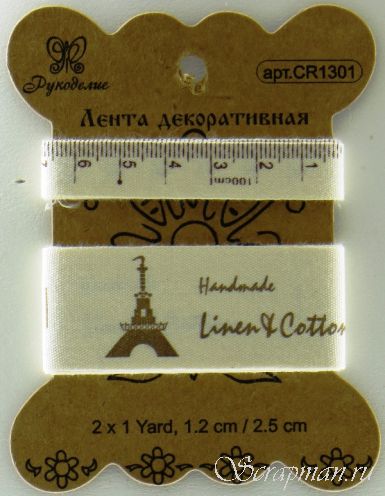 Рукоделие
арт.CR1301
Лента декоративная
7 6 5 4 3 2 1
100cm
Handmade
Linen&Cotton
2 x 1 Yard, 1.2 cm / 2.5 cm
Scrapman.ru